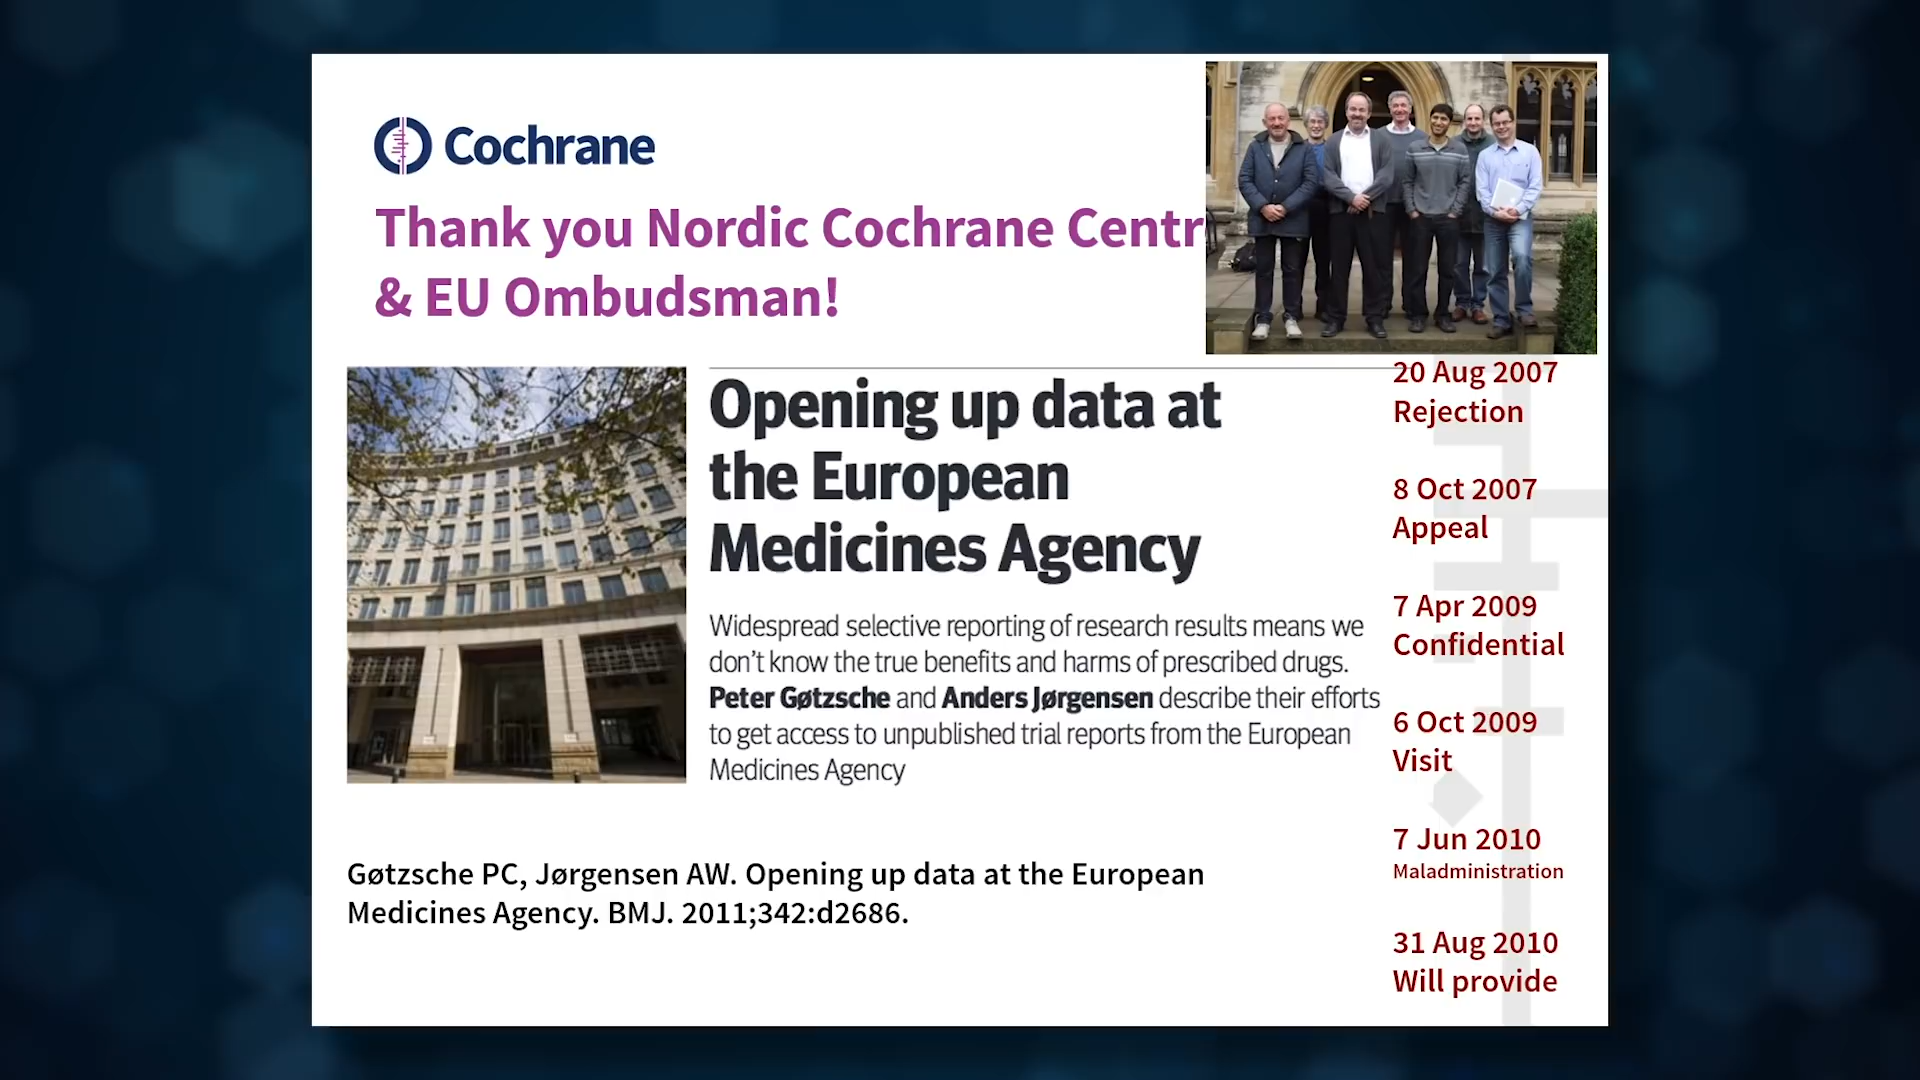 Cochrane
Thank you Nordic Cochrane Centr
& EU Ombudsman!
Opening up data at
the European
Medicines Agency
Widespread selective reporting of research results means we
don't know the true benefits and harms of prescribed drugs.
Peter Gøtzsche and Anders Jørgensen describe their efforts
to get access to unpublished trial reports from the European
Medicines Agency
Gøtzsche PC, Jørgensen AW. Opening up data at the European
Medicines Agency. BMJ. 2011;342:d2686.
20 Aug 2007
Rejection
8 Oct 2007
Appeal
7 Apr 2009
Confidential
6 Oct 2009
Visit
7 Jun 2010
Maladministration
31 Aug 2010
Will provide